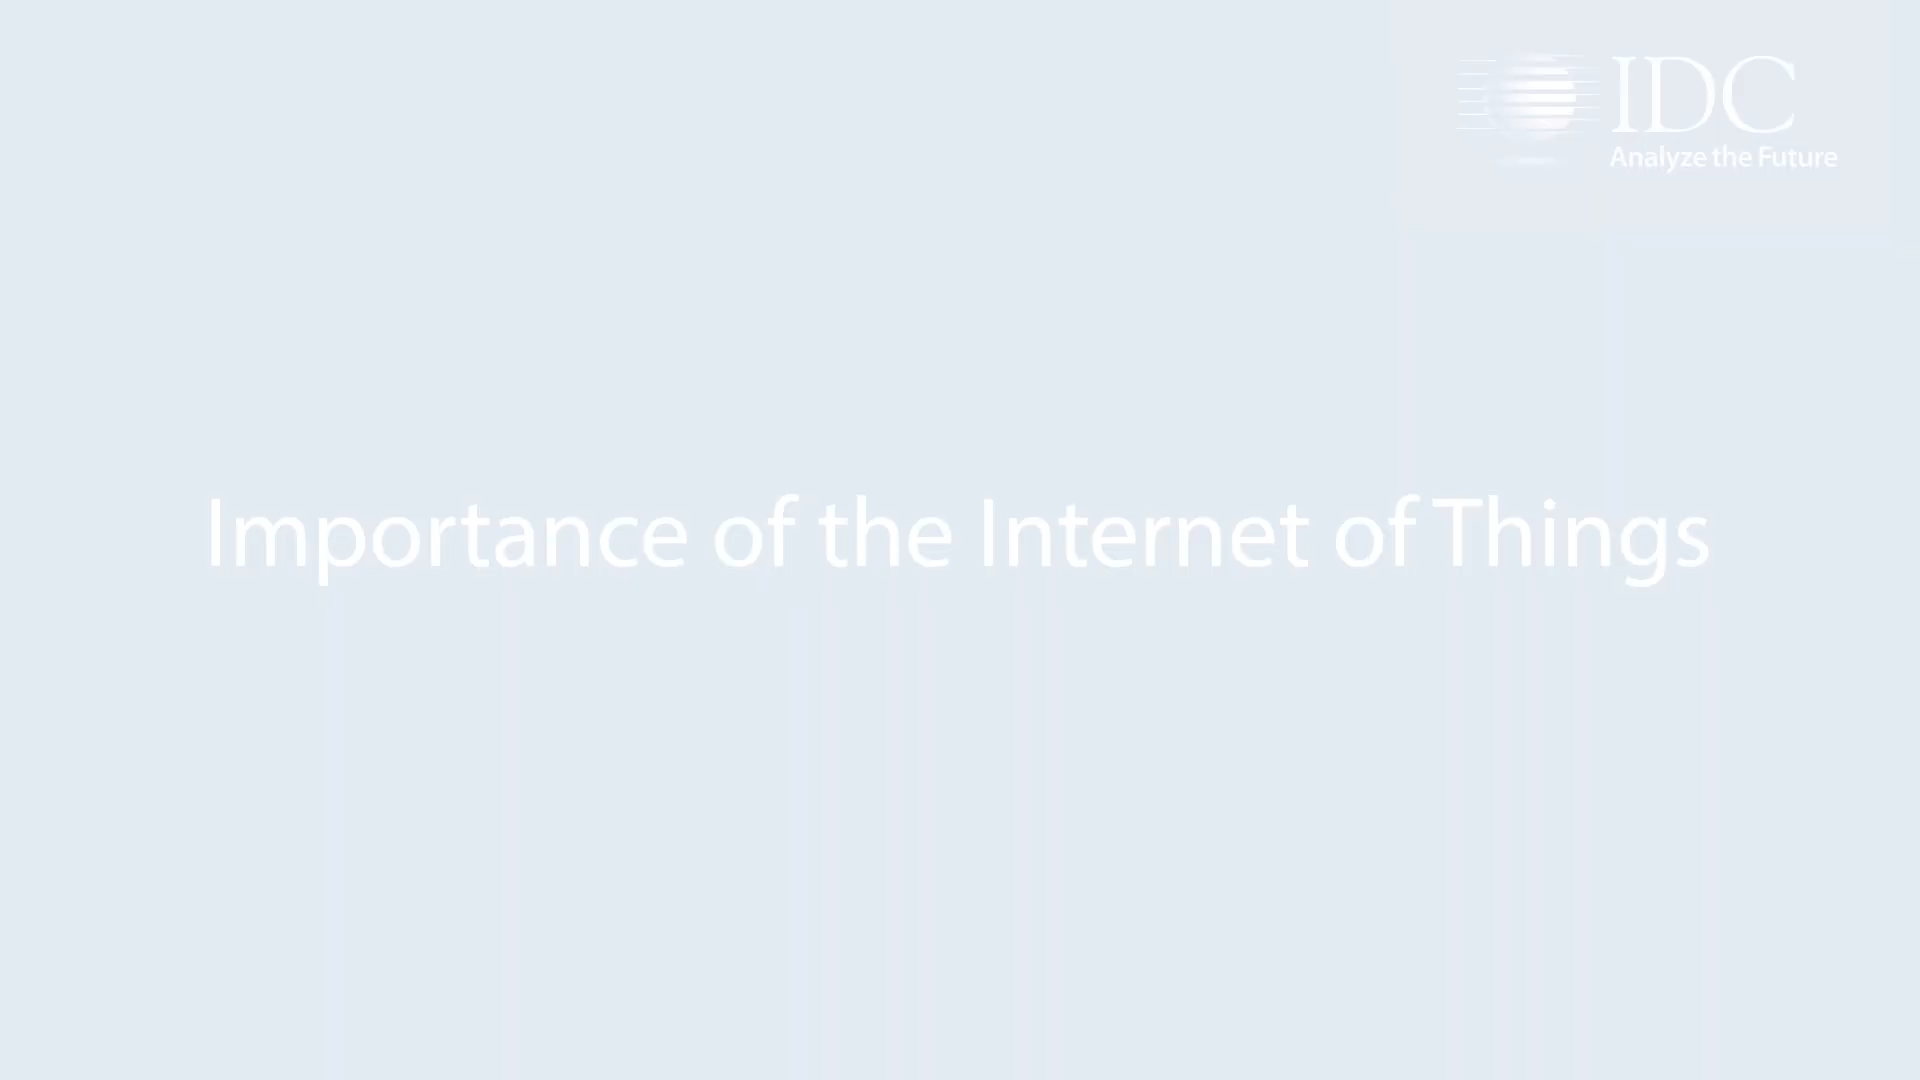 IDC
Analyze the Future
Importance of the Internet of Things